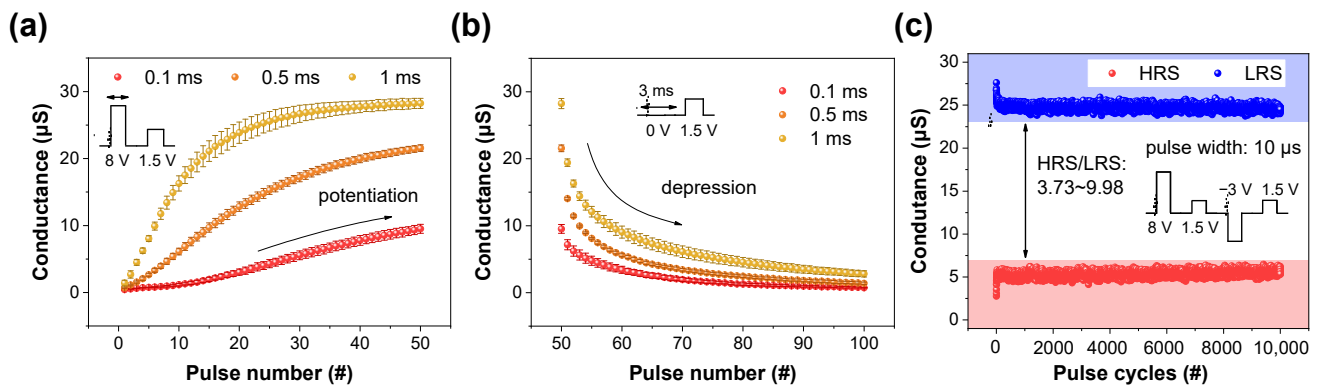 (a)
0.1 ms 0.5 ms 1 ms
8 V 1.5 V
potentiation
Conductance (µS)
30
20
10
0
0 10 20 30 40 50
Pulse number (#)
(b)
3 ms
0 V 1.5 V
0.1 ms
0.5 ms
1 ms
depression
Conductance (µS)
30
20
10
0
50 60 70 80 90 100
Pulse number (#)
(c)
HRS LRS
HRS/LRS:
3.73~9.98
pulse width: 10 µs
−3 V 1.5 V
8 V 1.5 V
Condutance (µS)
30
25
20
15
10
5
0
0 2000 4000 6000 8000 10,000
Pulse cycles (#)